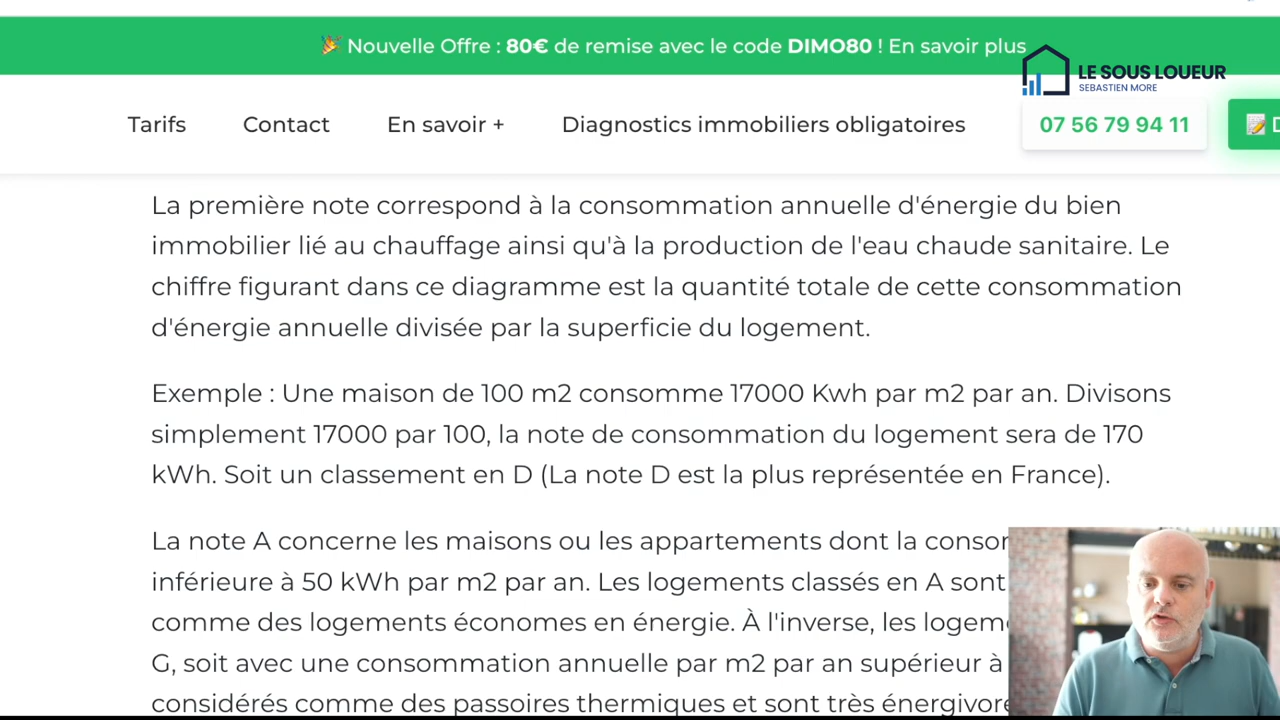 🎉 Nouvelle Offre : 80€ de remise avec le code DIMO80 ! En savoir plus
LE SOUS LOUEUR
SEBASTIEN MORE
Tarifs
Contact
En savoir +
Diagnostics immobiliers obligatoires
07 56 79 94 11
La première note correspond à la consommation annuelle d'énergie du bien
immobilier lié au chauffage ainsi qu'à la production de l'eau chaude sanitaire. Le
chiffre figurant dans ce diagramme est la quantité totale de cette consommation
d'énergie annuelle divisée par la superficie du logement.
Exemple : Une maison de 100 m2 consomme 17000 Kwh par m2 par an. Divisons
simplement 17000 par 100, la note de consommation du logement sera de 170
kWh. Soit un classement en D (La note D est la plus représentée en France).
La note A concerne les maisons ou les appartements dont la
inférieure à 50 kWh par m2 par an. Les logements classés en A sont
comme des logements économes en énergie. À l'inverse, les
G, soit avec une consommation annuelle par m2 par an supérieur à
considérés comme des passoires thermiques et sont très